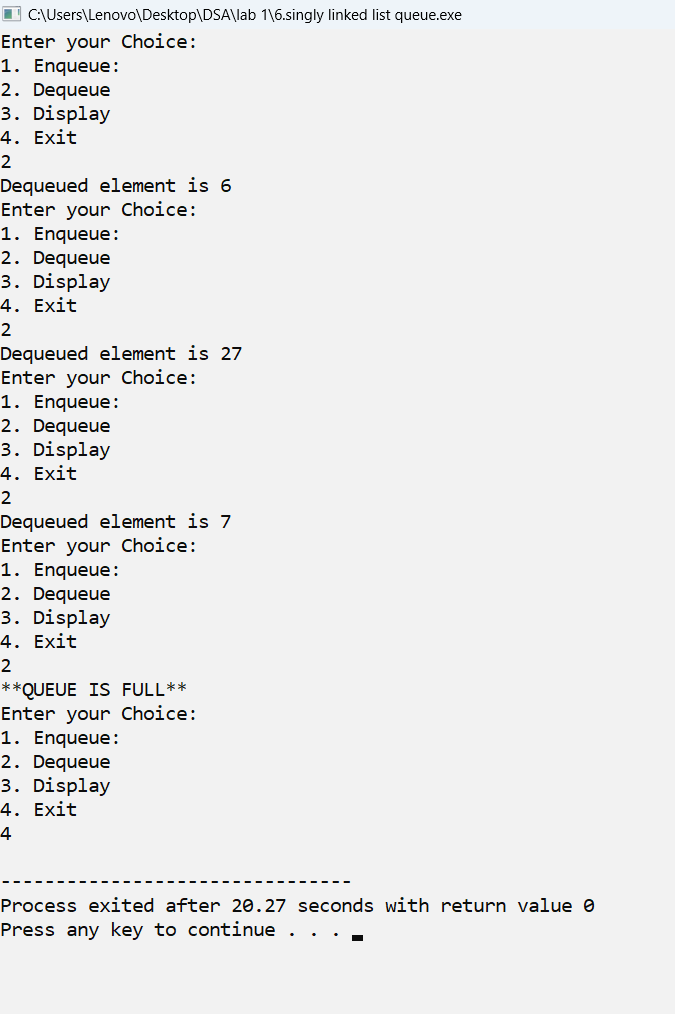 C:\Users\Lenovo\Desktop\DSA\lab 1\6.singly linked list queue.exe
Enter your Choice:
1. Enqueue:
2. Dequeue
3. Display
4. Exit
2
Dequeued element is 6
Enter your Choice:
1. Enqueue:
2. Dequeue
3. Display
4. Exit
2
Dequeued element is 27
Enter your Choice:
1. Enqueue:
2. Dequeue
3. Display
4. Exit
2
Dequeued element is 7
Enter your Choice:
1. Enqueue:
2. Dequeue
3. Display
4. Exit
2
**QUEUE IS FULL**
Enter your Choice:
1. Enqueue:
2. Dequeue
3. Display
4. Exit
4
--------------------------------
Process exited after 20.27 seconds with return value 0
Press any key to continue . . .